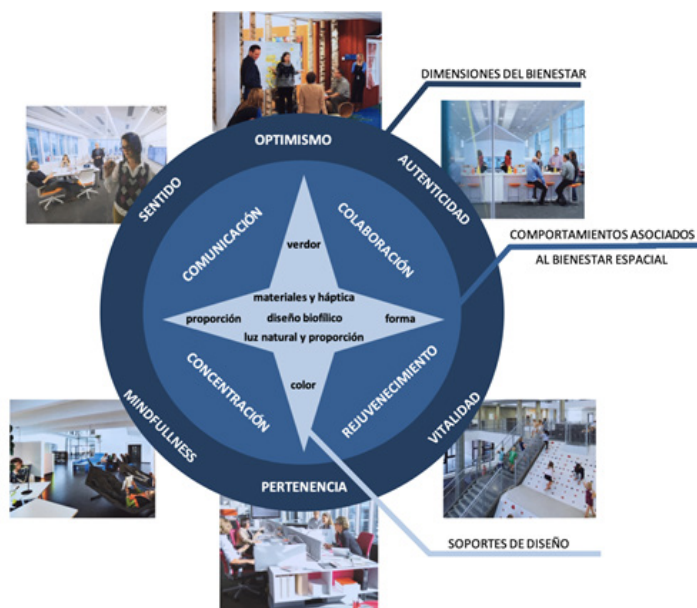 DIMENSIONES DEL BIENESTAR
OPTIMISMO
AUTENTICIDAD
SENTIDO
COMUNICACIÓN
COLABORACIÓN
COMPORTAMIENTOS ASOCIADOS
AL BIENESTAR ESPACIAL
verdor
materiales y háptica
proporción
diseño biofílico
forma
luz natural y proporción
color
CONCENTRACIÓN
REJUVENECIMIENTO
MINDFULLNESS
VITALIDAD
PERTENENCIA
SOPORTES DE DISEÑO